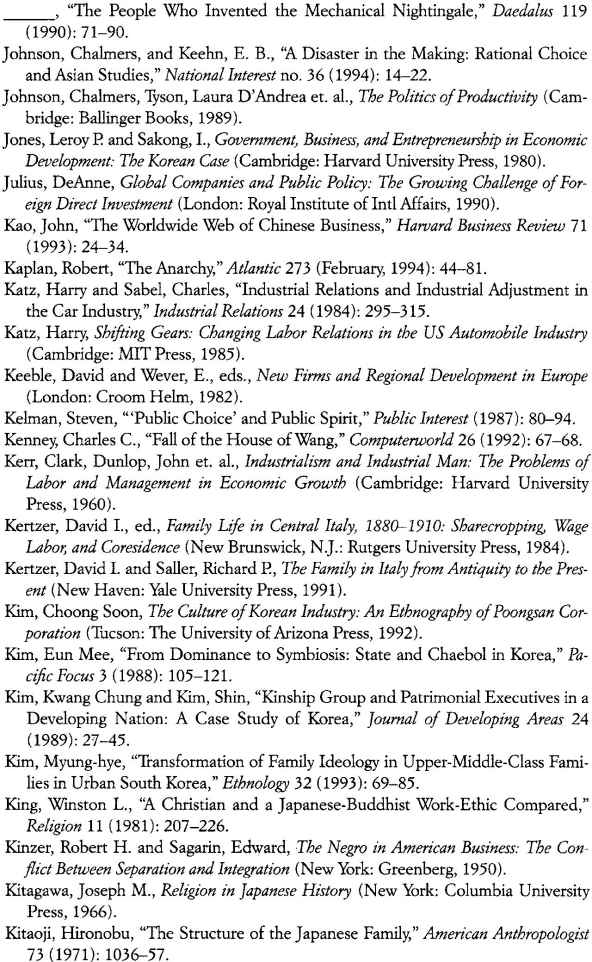 ______, “The People Who Invented the Mechanical Nightingale,” Daedalus 119
(1990): 71–90.
Johnson, Chalmers, and Keehn, E. B., “A Disaster in the Making: Rational Choice
and Asian Studies,” National Interest no. 36 (1994): 14–22.
Johnson, Chalmers, Tyson, Laura D’Andrea et. al., The Politics of Productivity (Cam-
bridge: Ballinger Books, 1989).
Jones, Leroy P. and Sakong, I., Government, Business, and Entrepreneurship in Economic
Development: The Korean Case (Cambridge: Harvard University Press, 1980).
Julius, DeAnne, Global Companies and Public Policy: The Growing Challenge of For-
eign Direct Investment (London: Royal Institute of Intl Affairs, 1990).
Kao, John, “The Worldwide Web of Chinese Business,” Harvard Business Review 71
(1993): 24–34.
Kaplan, Robert, “The Anarchy,” Atlantic 273 (February, 1994): 44–81.
Katz, Harry and Sabel, Charles, “Industrial Relations and Industrial Adjustment in
the Car Industry,” Industrial Relations 24 (1984): 295–315.
Katz, Harry, Shifting Gears: Changing Labor Relations in the US Automobile Industry
(Cambridge: MIT Press, 1985).
Keeble, David and Wever, E., eds., New Firms and Regional Development in Europe
(London: Croom Helm, 1982).
Kelman, Steven, “‘Public Choice’ and Public Spirit,” Public Interest (1987): 80–94.
Kenney, Charles C., “Fall of the House of Wang,” Computerworld 26 (1992): 67–68.
Kerr, Clark, Dunlop, John et. al., Industrialism and Industrial Man: The Problems of
Labor and Management in Economic Growth (Cambridge: Harvard University
Press, 1960).
Kertzer, David I., ed., Family Life in Central Italy, 1880–1910: Sharecropping, Wage
Labor, and Coresidence (New Brunswick, N.J.: Rutgers University Press, 1984).
Kertzer, David I. and Saller, Richard P., The Family in Italy from Antiquity to the Pres-
ent (New Haven: Yale University Press, 1991).
Kim, Choong Soon, The Culture of Korean Industry: An Ethnography of Poongsan Cor-
poration (Tucson: The University of Arizona Press, 1992).
Kim, Eun Mee, “From Dominance to Symbiosis: State and Chaebol in Korea,” Pa-
cific Focus 3 (1988): 105–121.
Kim, Kwang Chung and Kim, Shin, “Kinship Group and Patrimonial Executives in a
Developing Nation: A Case Study of Korea,” Journal of Developing Areas 24
(1989): 27–45.
Kim, Myung-hye, “Transformation of Family Ideology in Upper-Middle-Class Fami-
lies in Urban South Korea,” Ethnology 32 (1993): 69–85.
King, Winston L., “A Christian and a Japanese-Buddhist Work-Ethic Compared,”
Religion 11 (1981): 207–226.
Kinzer, Robert H. and Sagarin, Edward, The Negro in American Business: The Con-
flict Between Separation and Integration (New York: Greenberg, 1950).
Kitagawa, Joseph M., Religion in Japanese History (New York: Columbia University
Press, 1966).
Kitaoji, Hironobu, “The Structure of the Japanese Family,” American Anthropologist
73 (1971): 1036–57.